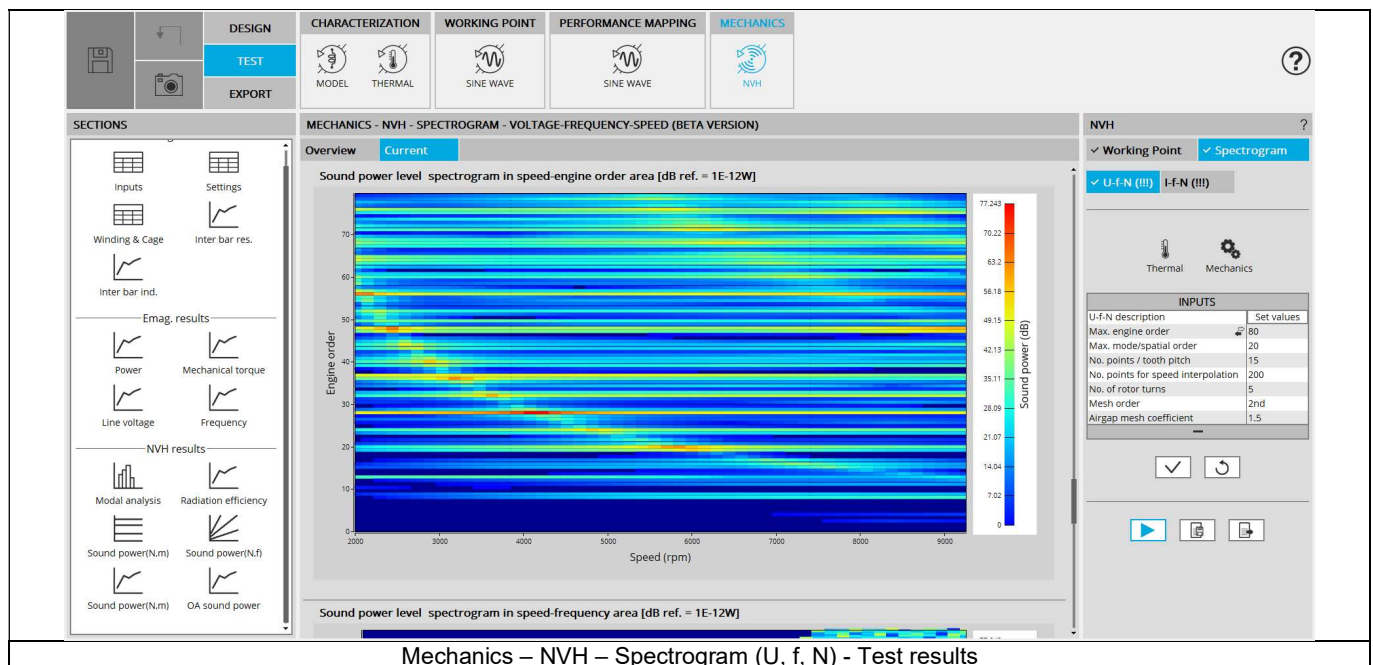 DESIGN
TEST
EXPORT
CHARACTERIZATION
MODEL
THERMAL
WORKING POINT
SINE WAVE
PERFORMANCE MAPPING
SINE WAVE
MECHANICS
NVH
?
SECTIONS
Inputs
Settings
Winding & Cage
Inter bar res.
Inter bar ind.
Emag. results
Power
Mechanical torque
Line voltage
Frequency
NVH results
Modal analysis
Radiation efficiency
Sound power(N,m)
Sound power(N,f)
Sound power(N,m)
OA sound power
MECHANICS - NVH - SPECTROGRAM - VOLTAGE-FREQUENCY-SPEED (BETA VERSION)
Overview
Current
Sound power level spectrogram in speed-engine order area [dB ref. = 1E-12W]
Engine order
70
60
50
40
30
20
10
0
2000
3000
4000
5000
6000
7000
8000
9000
Speed (rpm)
77.243
70.22
63.2
56.18
49.15
42.13
35.11
28.09
21.07
14.04
7.02
0
Sound power (dB)
Sound power level spectrogram in speed-frequency area [dB ref. = 1E-12W]
NVH ?
Working Point
Spectrogram
U-f-N (!!!)
I-f-N (!!!)
Thermal
Mechanics
INPUTS
U-f-N description Set values
Max. engine order 80
Max. mode/spatial order 20
No. points / tooth pitch 15
No. points for speed interpolation 200
No. of rotor turns 5
Mesh order 2nd
Airgap mesh coefficient 1.5
Mechanics – NVH – Spectrogram (U, f, N) - Test results